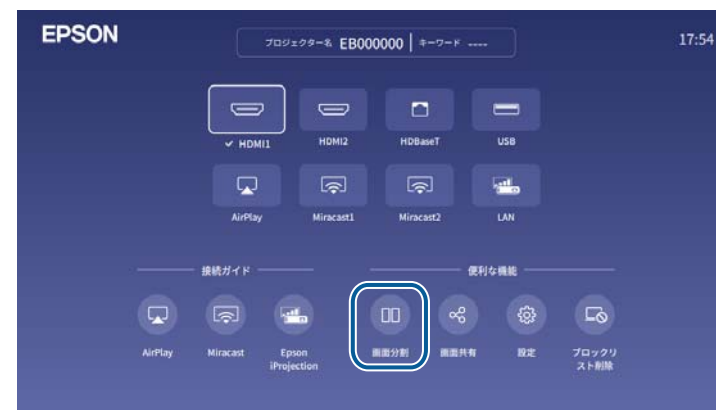 EPSON
プロジェクター名 EB000000 | キーワード ----
17:54
HDMI1
HDMI2
HDBaseT
USB
AirPlay
Miracast1
Miracast2
LAN
接続ガイド
便利な機能
AirPlay
Miracast
Epson
iProjection
画面分割
画面共有
設定
ブロックリ
スト削除